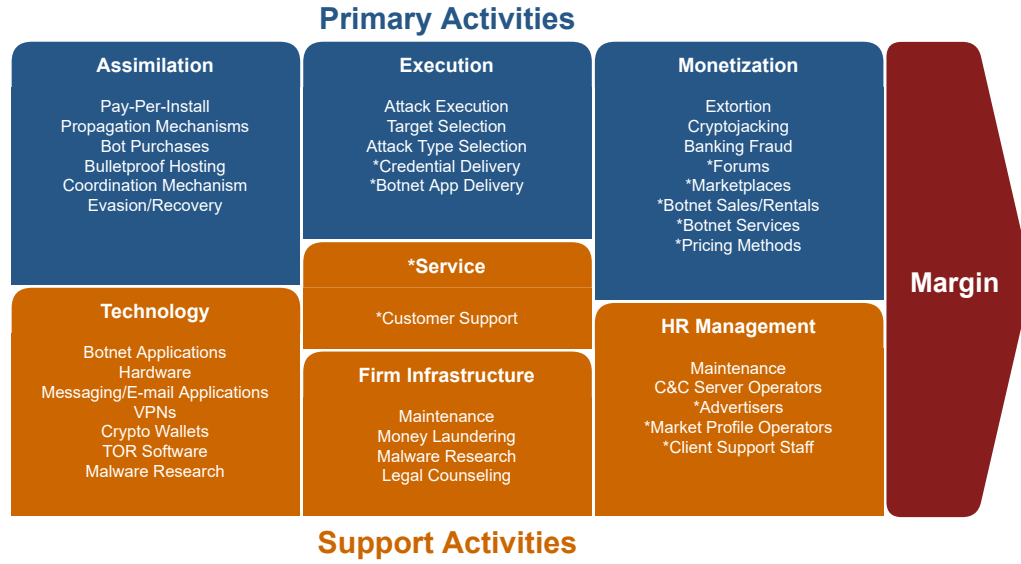 Primary Activities
Assimilation
Pay-Per-Install
Propagation Mechanisms
Bot Purchases
Bulletproof Hosting
Coordination Mechanism
Evasion/Recovery
Execution
Attack Execution
Target Selection
Attack Type Selection
*Credential Delivery
*Botnet App Delivery
Monetization
Extortion
Cryptojacking
Banking Fraud
*Forums
*Marketplaces
*Botnet Sales/Rentals
*Botnet Services
*Pricing Methods
Technology
Botnet Applications
Hardware
Messaging/E-mail Applications
VPNs
Crypto Wallets
TOR Software
Malware Research
*Service
*Customer Support
Firm Infrastructure
Maintenance
Money Laundering
Malware Research
Legal Counseling
HR Management
Maintenance
C&C Server Operators
*Advertisers
*Market Profile Operators
*Client Support Staff
Margin
Support Activities